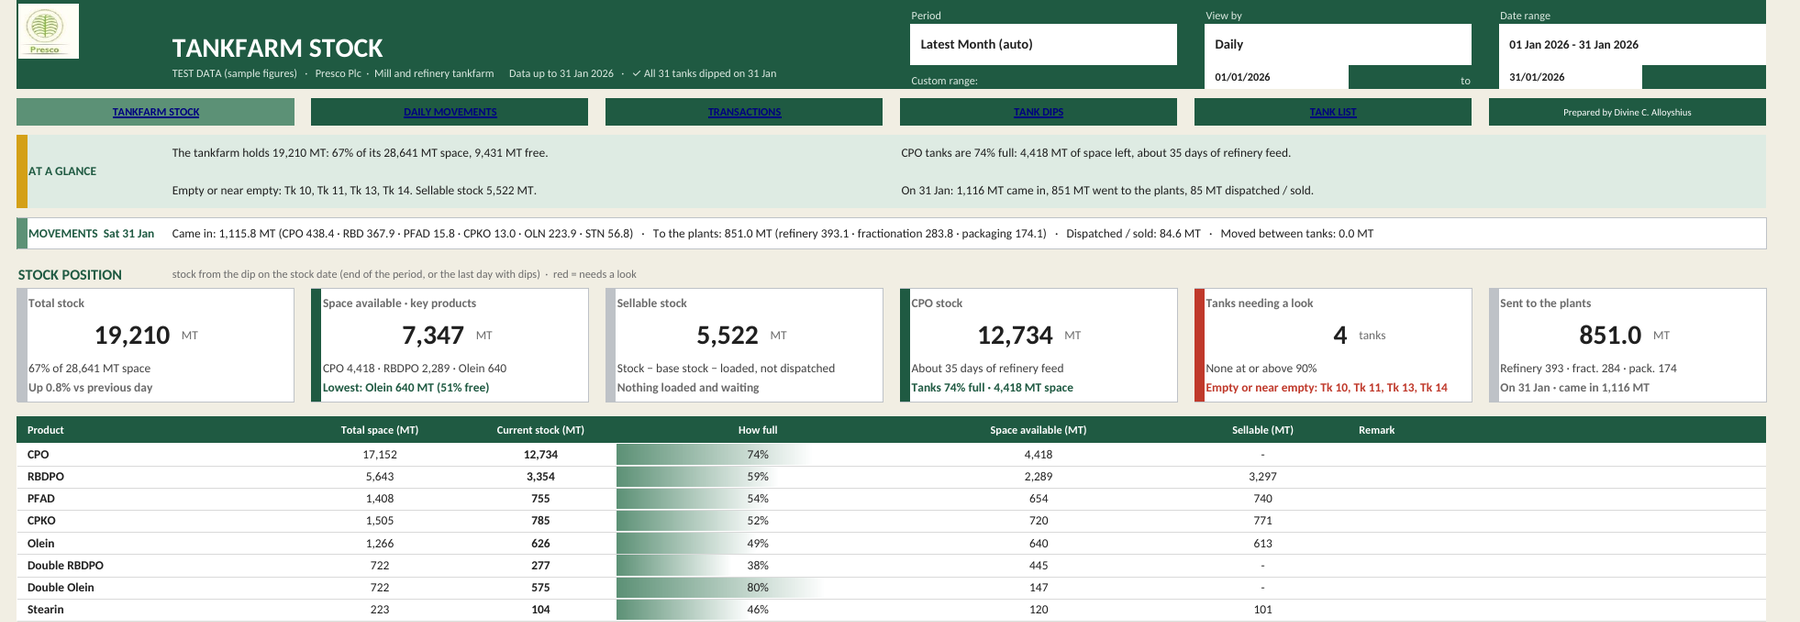 Presco
TANKFARM STOCK
TEST DATA (sample figures) · Presco Plc · Mill and refinery tankfarm Data up to 31 Jan 2026 · ✓ All 31 tanks dipped on 31 Jan
Period
Latest Month (auto)
Custom range:
View by
Daily
01/01/2026
to
Date range
01 Jan 2026 - 31 Jan 2026
31/01/2026
TANKFARM STOCK
DAILY MOVEMENTS
TRANSACTIONS
TANK DIPS
TANK LIST
Prepared by Divine C. Alloyshius
AT A GLANCE
The tankfarm holds 19,210 MT: 67% of its 28,641 MT space, 9,431 MT free.
CPO tanks are 74% full: 4,418 MT of space left, about 35 days of refinery feed.
Empty or near empty: Tk 10, Tk 11, Tk 13, Tk 14. Sellable stock 5,522 MT.
On 31 Jan: 1,116 MT came in, 851 MT went to the plants, 85 MT dispatched / sold.
MOVEMENTS Sat 31 Jan
Came in: 1,115.8 MT (CPO 438.4 · RBD 367.9 · PFAD 15.8 · CPKO 13.0 · OLN 223.9 · STN 56.8) · To the plants: 851.0 MT (refinery 393.1 · fractionation 283.8 · packaging 174.1) · Dispatched / sold: 84.6 MT · Moved between tanks: 0.0 MT
STOCK POSITION
stock from the dip on the stock date (end of the period, or the last day with dips) · red = needs a look
Total stock
19,210 MT
67% of 28,641 MT space
Up 0.8% vs previous day
Space available · key products
7,347 MT
CPO 4,418 · RBDPO 2,289 · Olein 640
Lowest: Olein 640 MT (51% free)
Sellable stock
5,522 MT
Stock − base stock − loaded, not dispatched
Nothing loaded and waiting
CPO stock
12,734 MT
About 35 days of refinery feed
Tanks 74% full · 4,418 MT space
Tanks needing a look
4 tanks
None at or above 90%
Empty or near empty: Tk 10, Tk 11, Tk 13, Tk 14
Sent to the plants
851.0 MT
Refinery 393 · fract. 284 · pack. 174
On 31 Jan · came in 1,116 MT
Product Total space (MT) Current stock (MT) How full Space available (MT) Sellable (MT) Remark
CPO 17,152 12,734 74% 4,418 -
RBDPO 5,643 3,354 59% 2,289 3,297
PFAD 1,408 755 54% 654 740
CPKO 1,505 785 52% 720 771
Olein 1,266 626 49% 640 613
Double RBDPO 722 277 38% 445 -
Double Olein 722 575 80% 147 -
Stearin 223 104 46% 120 101